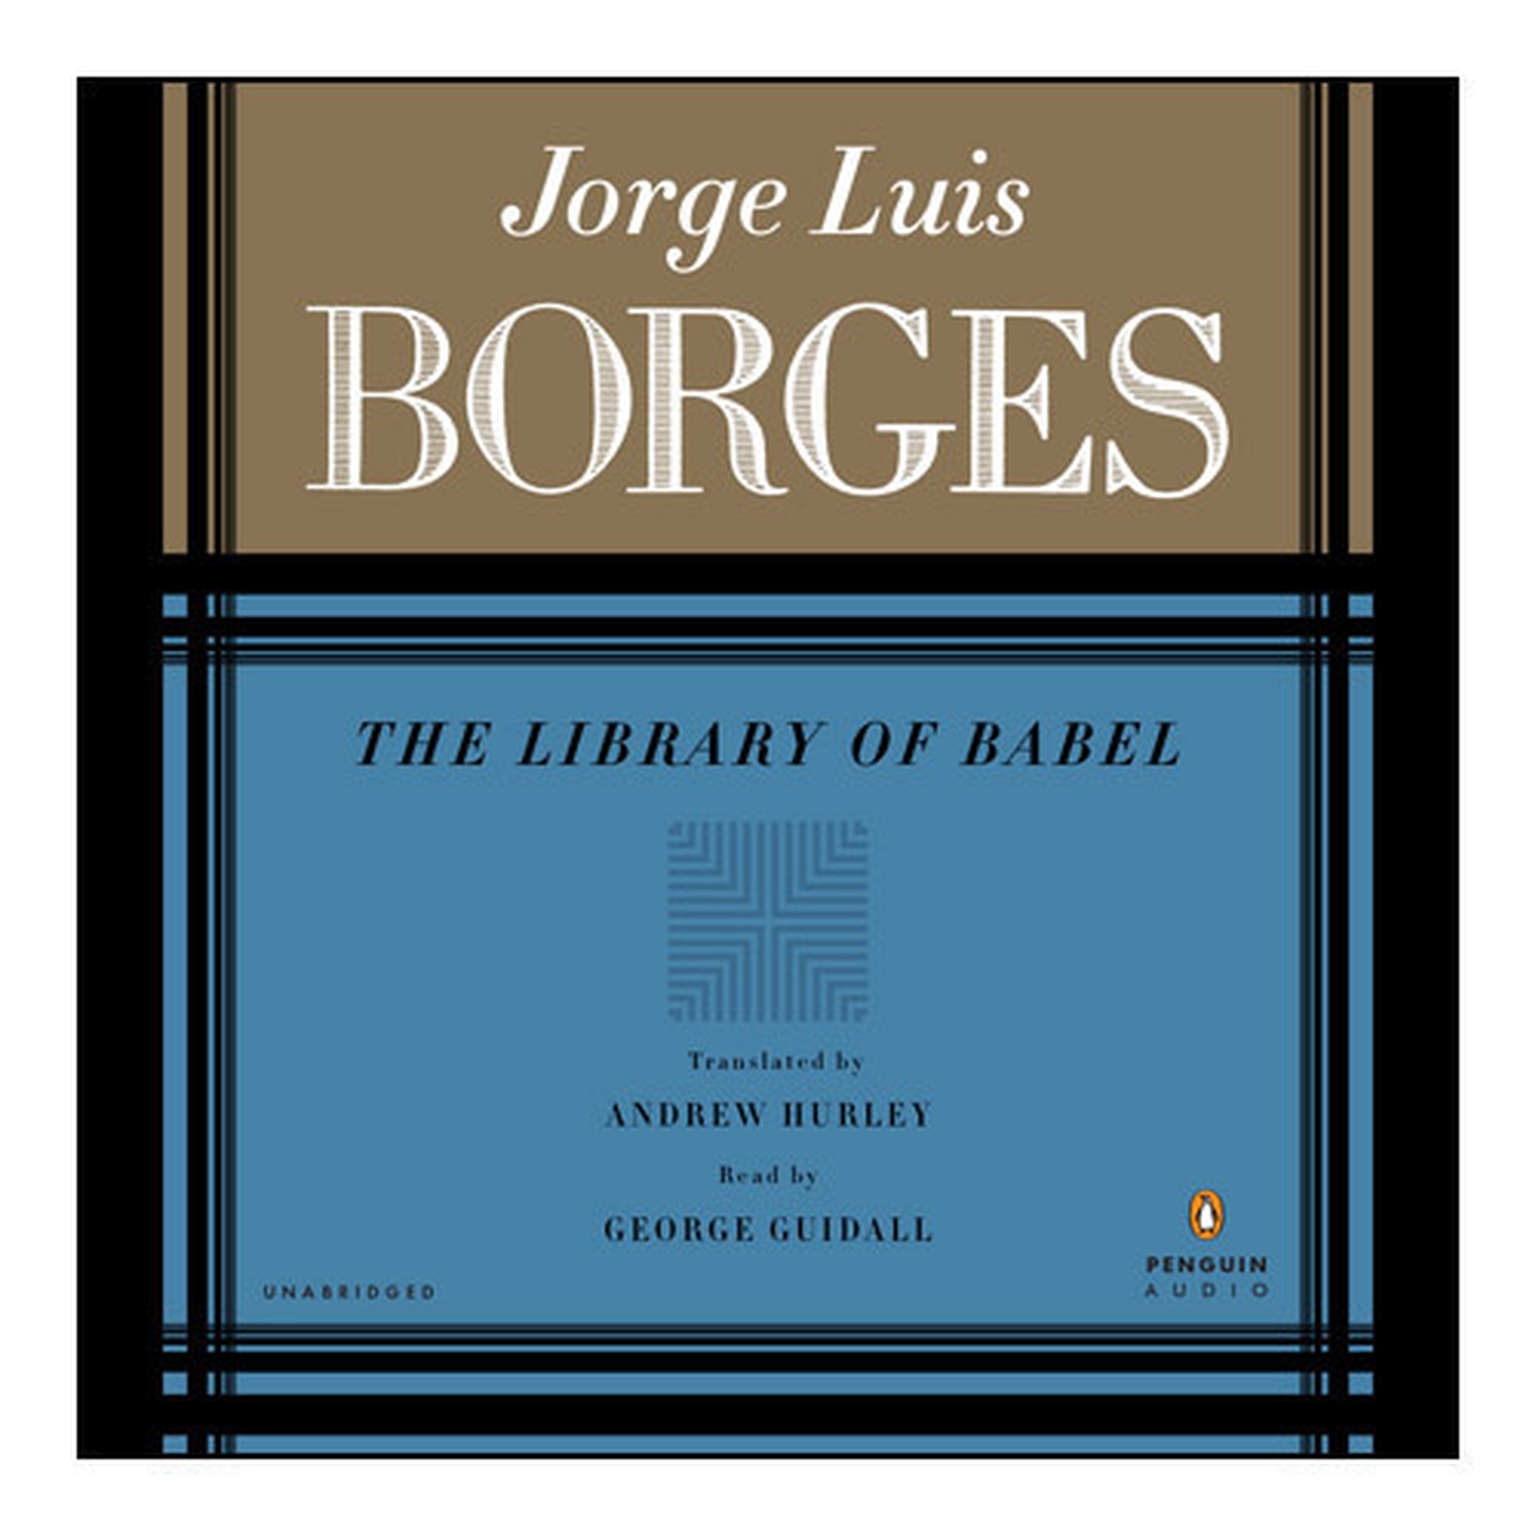 Jorge Luis
BORGES
THE LIBRARY OF BABEL
Translated by
ANDREW HURLEY
Read by
GEORGE GUIDALL
UNABRIDGED
PENGUIN
AUDIO